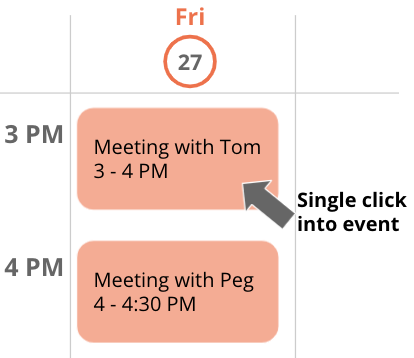 Fri
27
3 PM
Meeting with Tom
3 - 4 PM
Single click
into event
4 PM
Meeting with Peg
4 - 4:30 PM